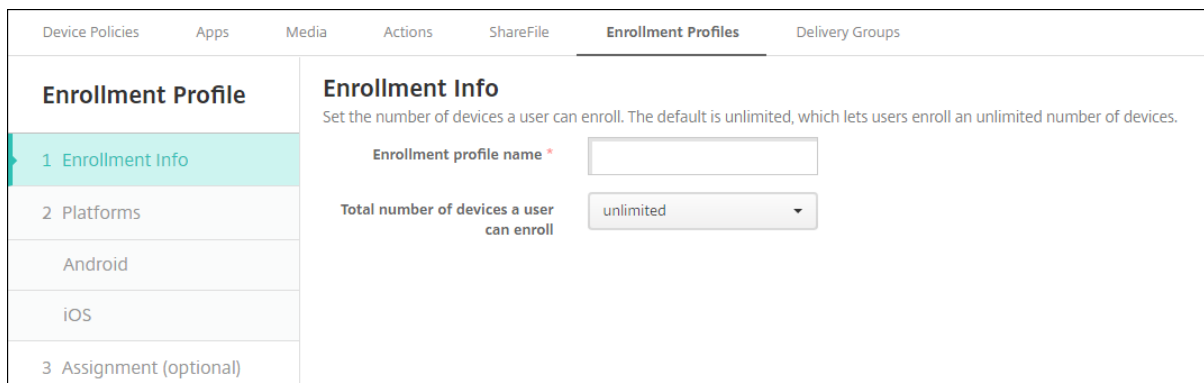 Device Policies Apps Media Actions ShareFile Enrollment Profiles Delivery Groups
Enrollment Profile
1 Enrollment Info
2 Platforms
Android
iOS
3 Assignment (optional)
Enrollment Info
Set the number of devices a user can enroll. The default is unlimited, which lets users enroll an unlimited number of devices.
Enrollment profile name *
Total number of devices a user
can enroll
unlimited